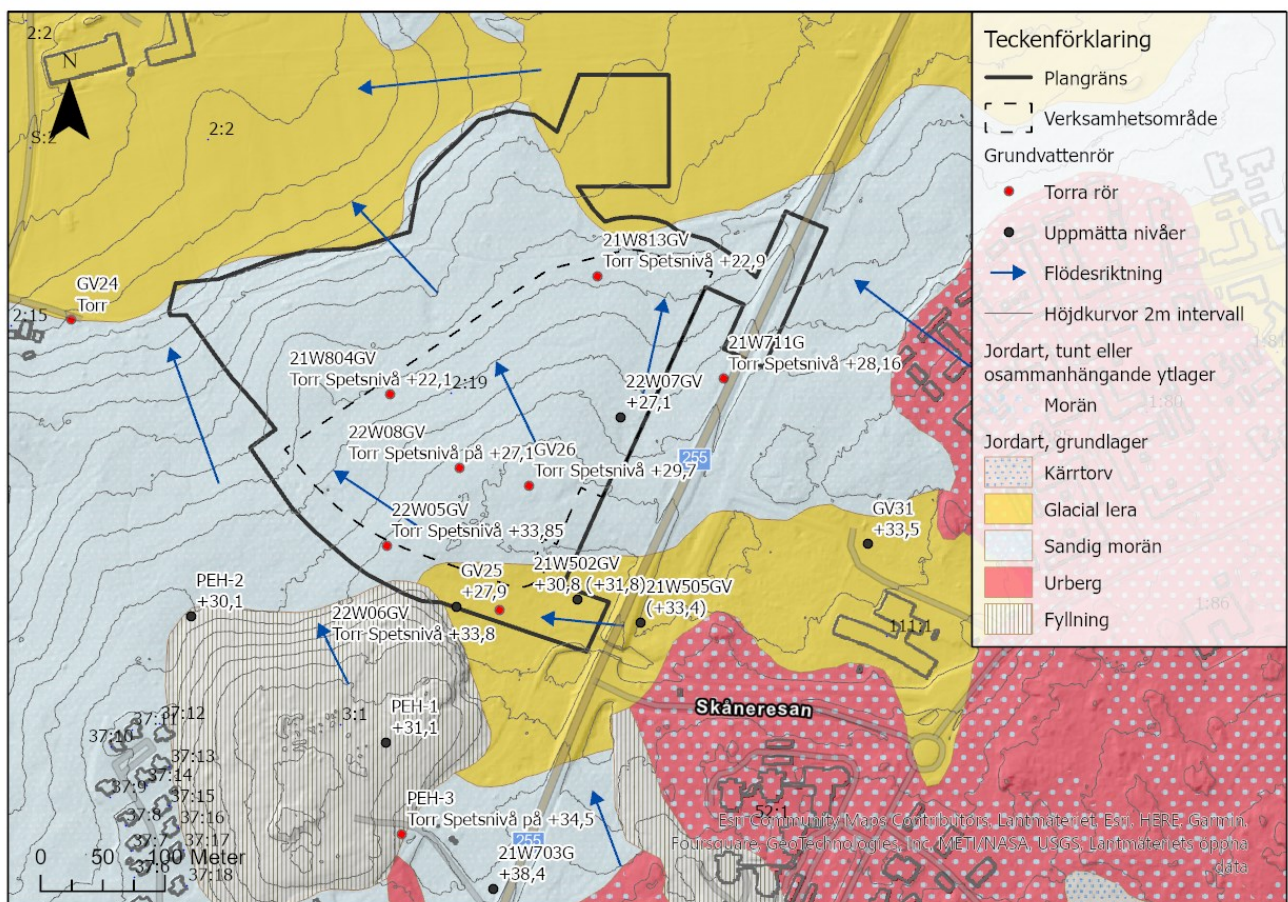 2:2
N
S:2
2:2
GV24
Torr
2:15
21W813GV
Torr Spetsnivå +22,9
21W804GV
Torr Spetsnivå +22,1
2:19
21W711G
Torr Spetsnivå +28,16
22W07GV
+27,1
22W08GV
Torr Spetsnivå på +27,1
GV26
Torr Spetsnivå +29,7
255
22W05GV
Torr Spetsnivå +33,85
GV31
+33,5
21W502GV
+30,8 (+31,8)
21W505GV
(+33,4)
GV25
+27,9
PEH-2
+30,1
22W06GV
Torr Spetsnivå +33,8
111:1
1:86
Skåneresan
PEH-1
+31,1
3:1
37:11
37:12
37:10
37:13
37:14
37:9
37:15
37:8
37:16
37:7
37:17
37:6
37:18
PEH-3
Torr Spetsnivå på +34,5
255
21W703G
+38,4
52:1
0 50 100 Meter
Esri Community Maps Contributors, Lantmäteriet, Esri, HERE, Garmin,
Foursquare, GeoTechnologies, Inc, METI/NASA, USGS, Lantmäteriets öppna
data
Teckenförklaring
Plangräns
Verksamhetsområde
Grundvattenrör
Torra rör
Uppmätta nivåer
Flödesriktning
Höjdkurvor 2m intervall
Jordart, tunt eller
osammanhängande ytlager
Morän
Jordart, grundlager
Kärrtorv
Glacial lera
Sandig morän
Urberg
Fyllning
1:81
1:80